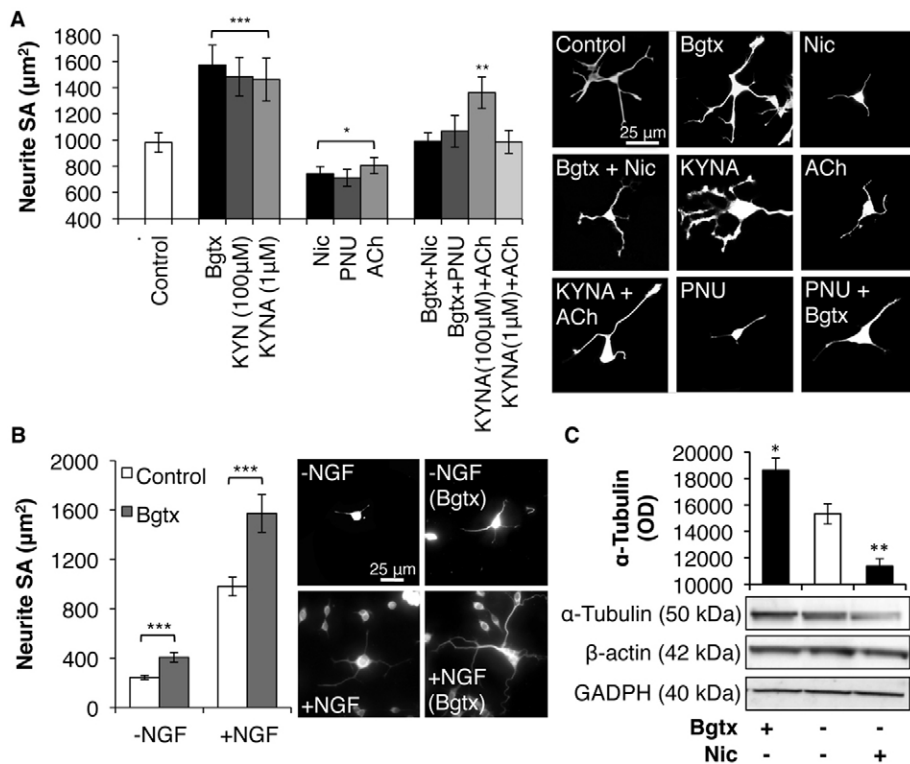 A
***
1800
1600
1400
1200
1000
800
600
400
Neurite SA (µm²)
*
**
Control
Bgtx
KYN (100µM)
KYNA (1µM)
Nic
PNU
ACh
Bgtx+Nic
Bgtx+PNU
KYNA(100µM)+ACh
KYNA(1µM)+ACh
Control
Bgtx
Nic
25 µm
Bgtx + Nic
KYNA
ACh
KYNA +
ACh
PNU
PNU +
Bgtx
B
2000
1600
1200
800
400
0
Neurite SA (µm²)
Control
Bgtx
***
***
-NGF
+NGF
-NGF
-NGF
(Bgtx)
25 µm
+NGF
+NGF
(Bgtx)
C
20000
18000
16000
14000
12000
10000
α-Tubulin
(OD)
*
**
α-Tubulin (50 kDa)
β-actin (42 kDa)
GADPH (40 kDa)
Bgtx + - -
Nic - - +